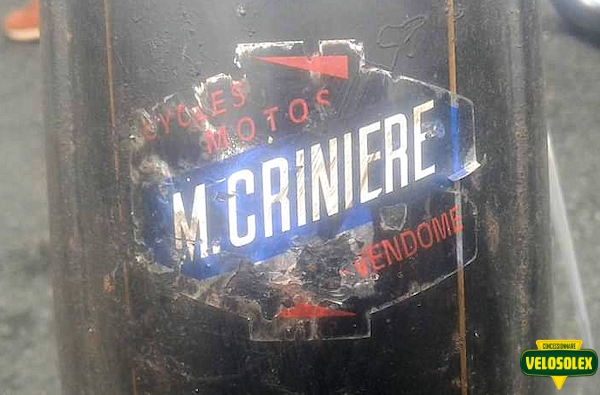 CYCLES
MOTOS
M. CRINIERE
VENDOME
CONCESSIONNAIRE
VELOSOLEX